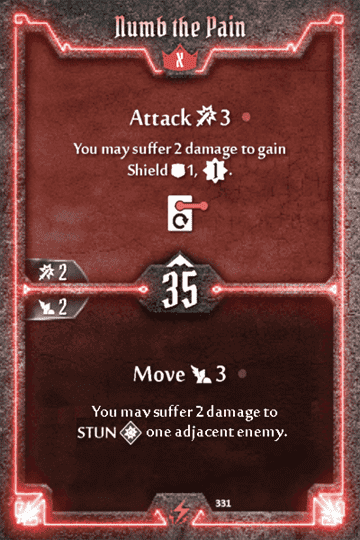 Numb the Pain
X
Attack 3
You may suffer 2 damage to gain
Shield 1, 1.
2
35
2
Move 3
You may suffer 2 damage to
STUN one adjacent enemy.
331